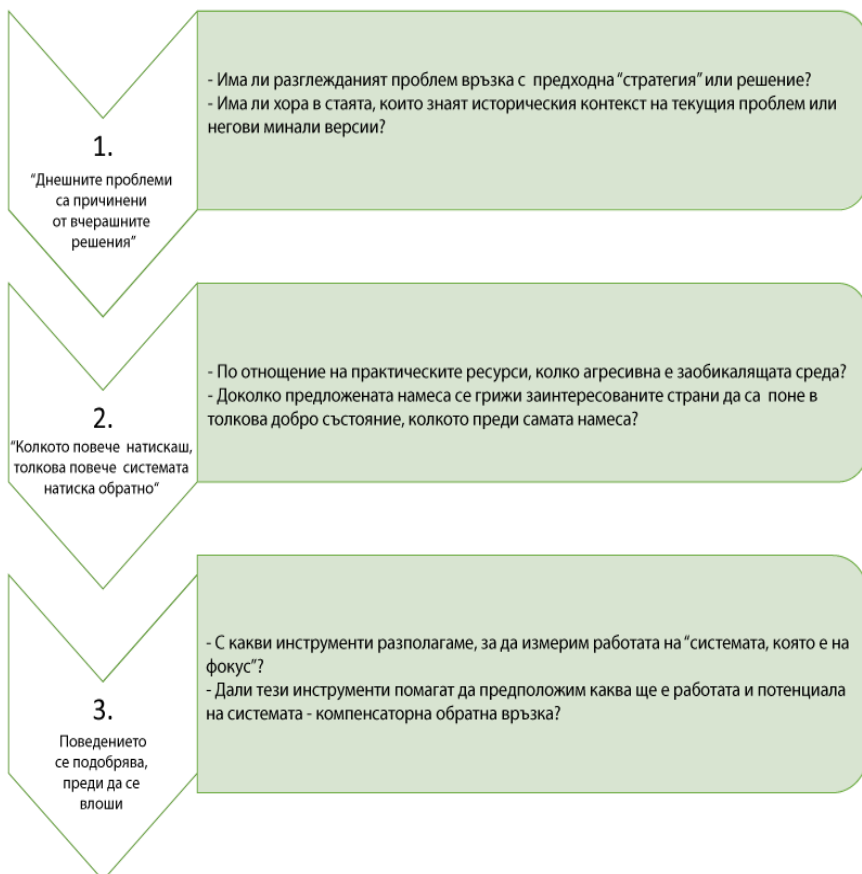 1.
“Днешните проблеми
са причинени
от вчерашните
решения”
- Има ли разглежданият проблем връзка с предходна “стратегия” или решение?
- Има ли хора в стаята, които знаят историческия контекст на текущия проблем или
негови минали версии?
2.
“Колкото повече натискаш,
толкова повече системата
натиска обратно“
- По отнощение на практическите ресурси, колко агресивна е заобикалящата среда?
- Доколко предложената намеса се грижи заинтересованите страни да са поне в
толкова добро състояние, колкото преди самата намеса?
3.
Поведението
се подобрява,
преди да се
влоши
- С какви инструменти разполагаме, за да измерим работата на “системата, която е на
фокус”?
- Дали тези инструменти помагат да предположим каква ще е работата и потенциала
на системата - компенсаторна обратна връзка?